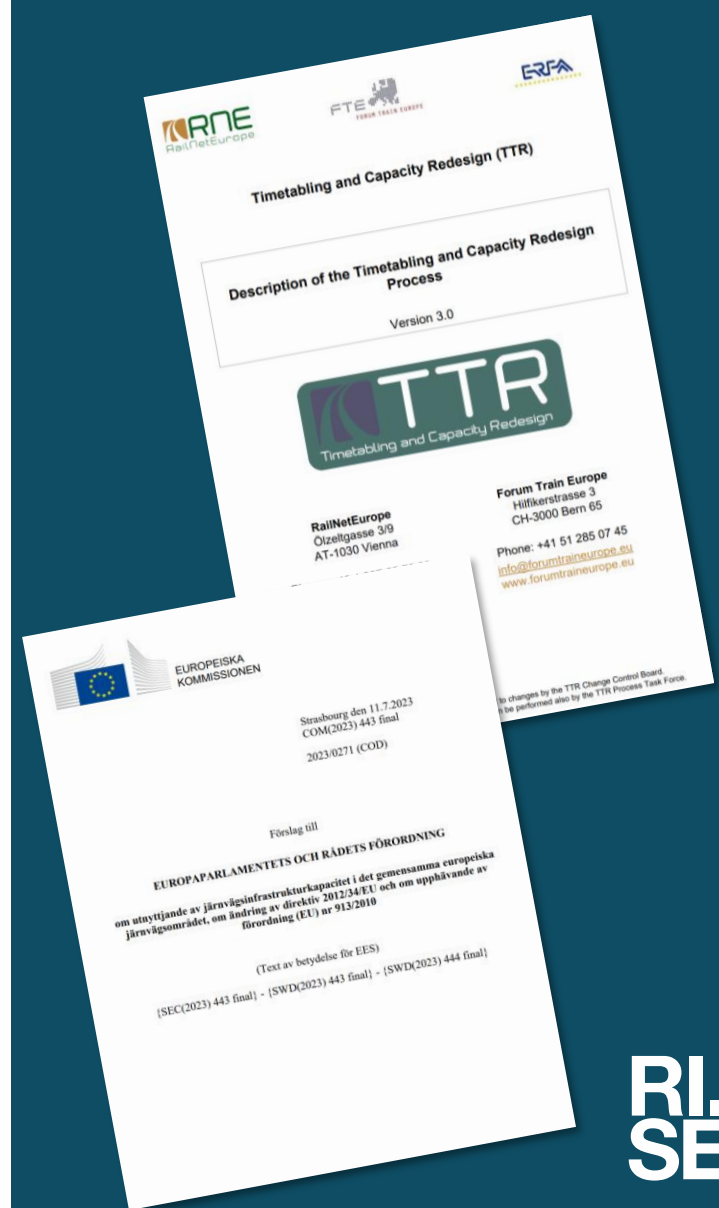 RNE
RailNetEurope
FTE
FORUM TRAIN EUROPE
ERFA
Timetabling and Capacity Redesign (TTR)
Description of the Timetabling and Capacity Redesign
Process
Version 3.0
TTR
Timetabling and Capacity Redesign
RailNetEurope
Ölzeltgasse 3/9
AT-1030 Vienna
Forum Train Europe
Hilfikerstrasse 3
CH-3000 Bern 65
Phone: +41 51 285 07 45
info@forumtraineurope.eu
www.forumtraineurope.eu
to changes by the TTR Change Control Board.
be performed also by the TTR Process Task Force.
EUROPEISKA
KOMMISSIONEN
Strasbourg den 11.7.2023
COM(2023) 443 final
2023/0271 (COD)
Förslag till
EUROPAPARLAMENTETS OCH RÅDETS FÖRORDNING
om utnyttjande av järnvägsinfrastrukturkapacitet i det gemensamma europeiska
järnvägsområdet, om ändring av direktiv 2012/34/EU och om upphävande av
förordning (EU) nr 913/2010
(Text av betydelse för EES)
{SEC(2023) 443 final} - {SWD(2023) 443 final} - {SWD(2023) 444 final}
RI.
SE